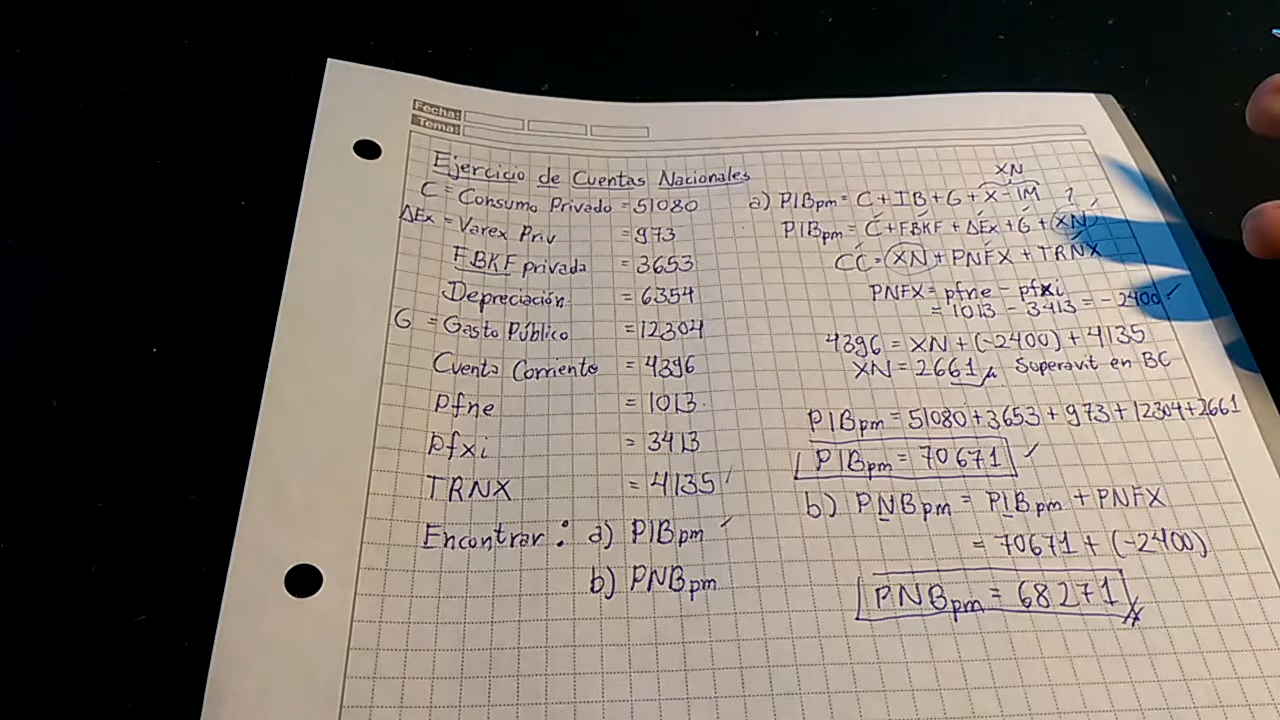 Fecha:
Tema:
Ejercicio de Cuentas Nacionales
C = Consumo Privado = 51080
ΔEx = Varex Priv = 973
FBKF privada = 3653
Depreciación = 6354
G = Gasto Público = 12304
Cuenta Corriente = 4396
Pfne = 1013
Pfxi = 3413
TRNX = 4135
Encontrar: a) PIBpm
b) PNBpm
XN
a) PIBpm = C + IB + G + X - IM ?
PIBpm = C + FBKF + ΔEx + G + XN
CC = XN + PNFX + TRNX
PNFX = pfne - pfxi
= 1013 - 3413 = -2400
4396 = XN + (-2400) + 4135
XN = 2661 Superavit en BC
PIBpm = 51080 + 3653 + 973 + 12304 + 2661
PIBpm = 70671
b) PNBpm = PIBpm + PNFX
= 70671 + (-2400)
PNBpm = 68271